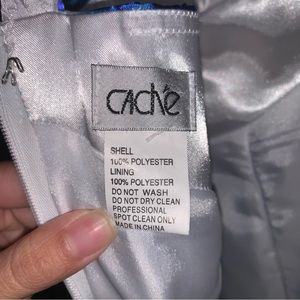 CACHÉ
SHELL
100% POLYESTER
LINING
100% POLYESTER
DO NOT WASH
DO NOT DRY CLEAN
PROFESSIONAL
SPOT CLEAN ONLY
MADE IN CHINA